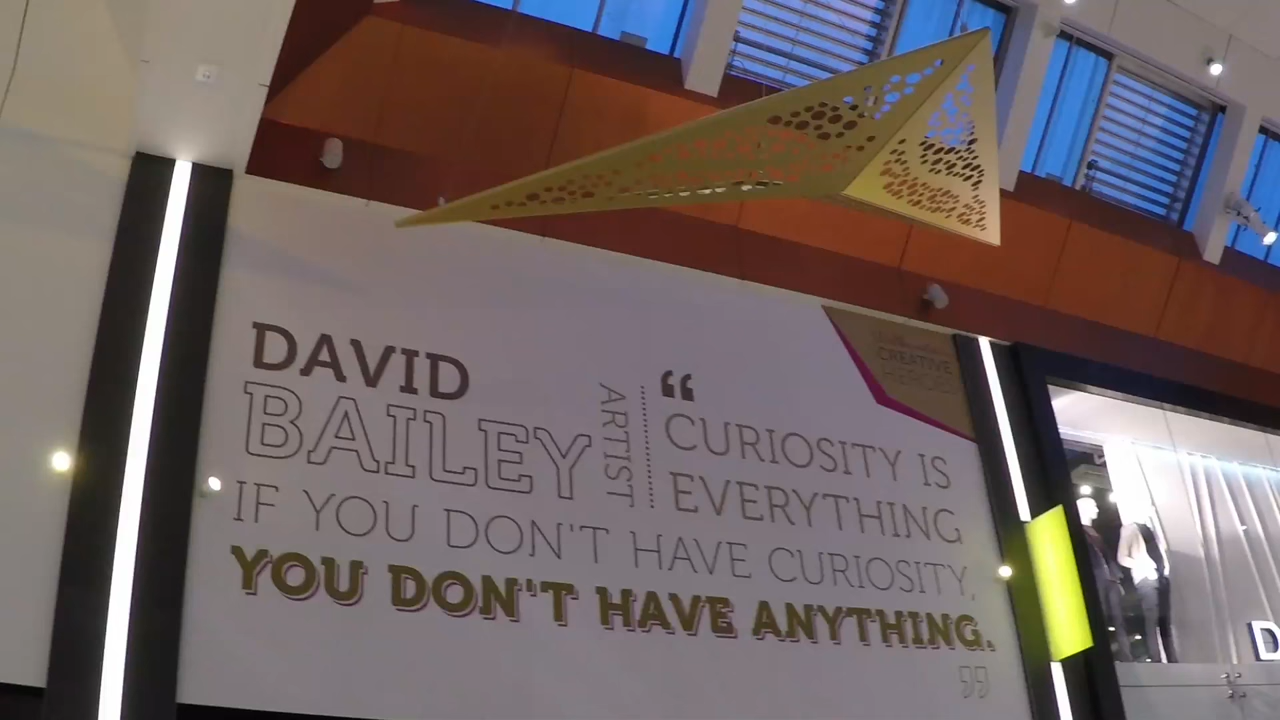 DAVID
BAILEY
ARTIST
“
CURIOSITY IS
EVERYTHING
IF YOU DON'T HAVE CURIOSITY,
YOU DON'T HAVE ANYTHING.
”
CREATIVE
HEROES
D